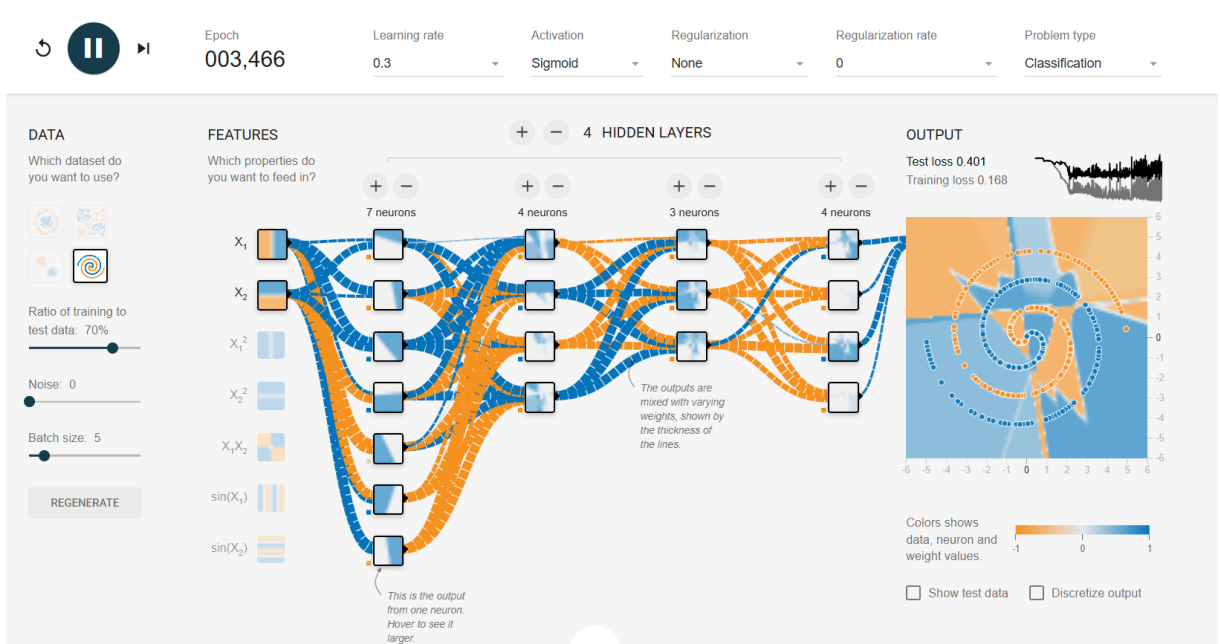 Epoch
003,466
Learning rate
0.3
Activation
Sigmoid
Regularization
None
Regularization rate
0
Problem type
Classification
DATA
Which dataset do
you want to use?
Ratio of training to
test data: 70%
Noise: 0
Batch size: 5
REGENERATE
FEATURES
Which properties do
you want to feed in?
X₁
X₂
X₁²
X₂²
X₁X₂
sin(X₁)
sin(X₂)
+ − 4 HIDDEN LAYERS
+ − + − + − + −
7 neurons 4 neurons 3 neurons 4 neurons
The outputs are
mixed with varying
weights, shown by
the thickness of
the lines.
This is the output
from one neuron.
Hover to see it
larger.
OUTPUT
Test loss 0.401
Training loss 0.168
6
5
4
3
2
1
0
-1
-2
-3
-4
-5
-6
-6 -5 -4 -3 -2 -1 0 1 2 3 4 5 6
Colors shows
data, neuron and
weight values.
-1 0 1
Show test data Discretize output